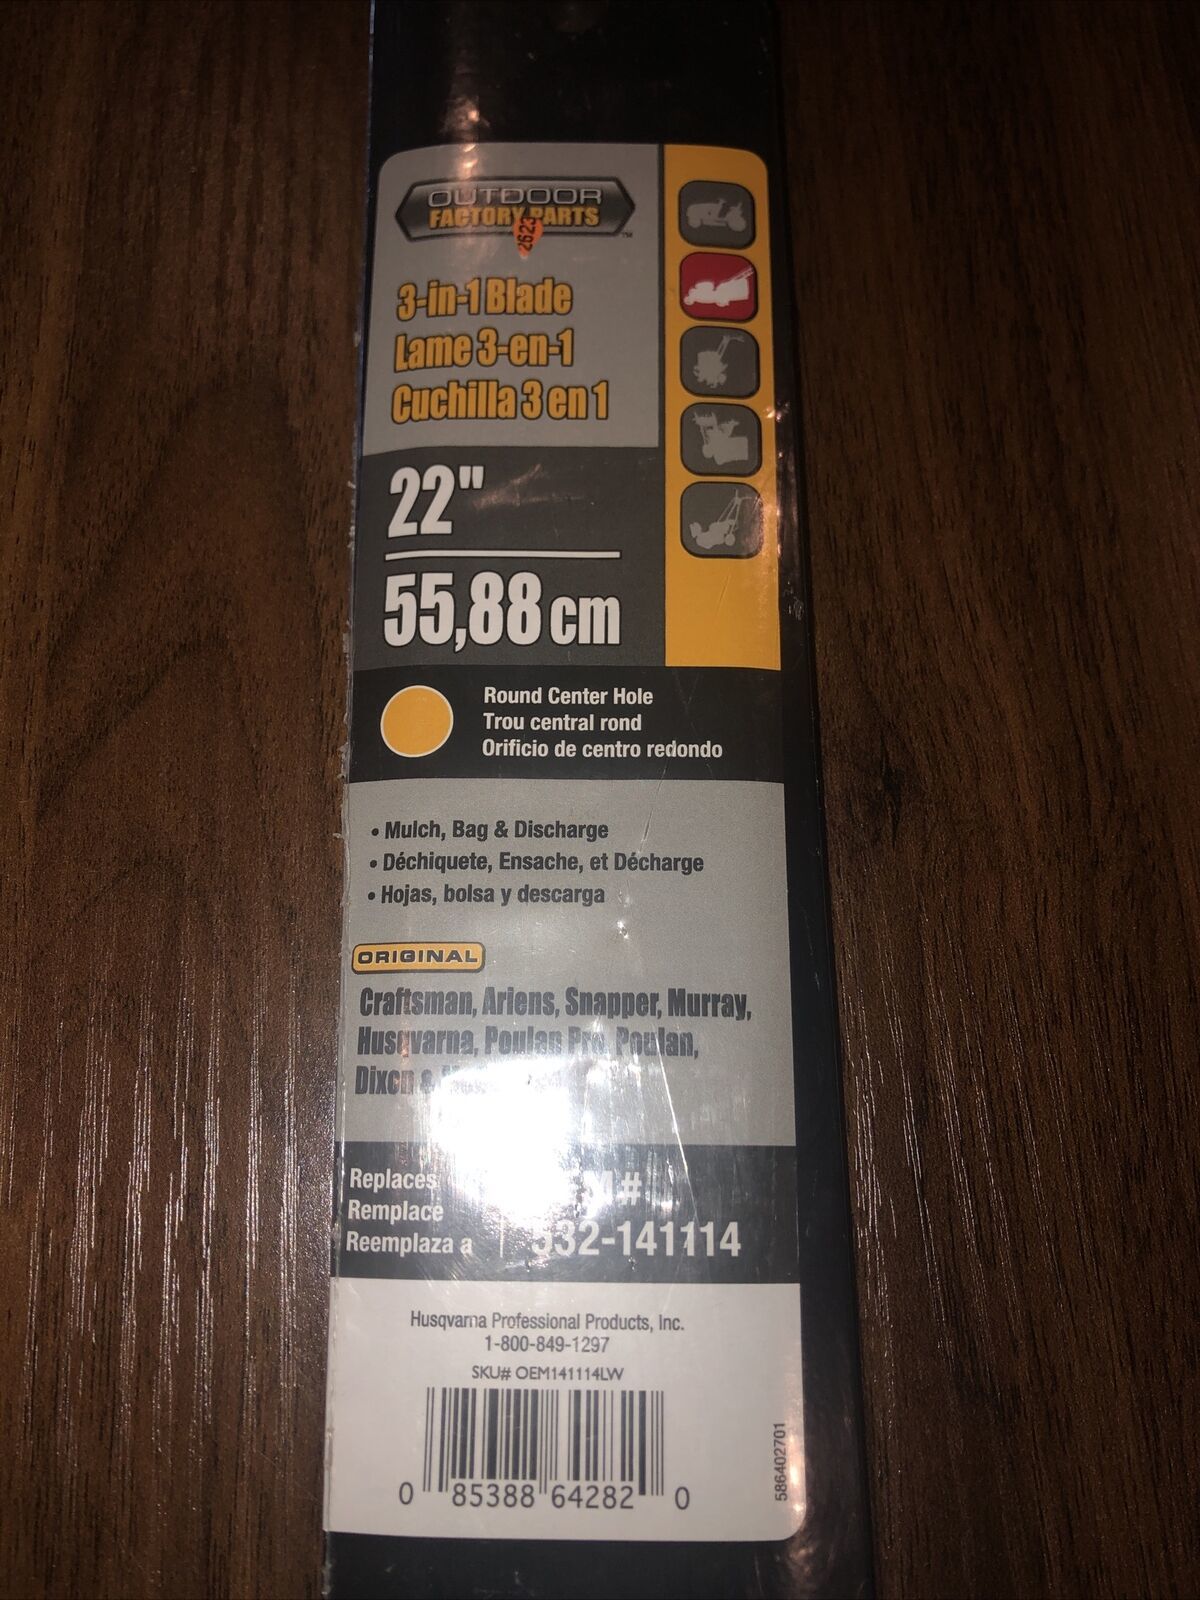 OUTDOOR
FACTORY PARTS
™
2623
3-in-1 Blade
Lame 3-en-1
Cuchilla 3 en 1
22"
55,88 cm
Round Center Hole
Trou central rond
Orificio de centro redondo
• Mulch, Bag & Discharge
• Déchiquete, Ensache, et Décharge
• Hojas, bolsa y descarga
ORIGINAL
Craftsman, Ariens, Snapper, Murray,
Husqvarna, Poulan Pro, Poulan,
Dixon &
Replaces
Remplace
Reemplaza a
#
532-141114
Husqvarna Professional Products, Inc.
1-800-849-1297
SKU# OEM141114LW
0 85388 64282 0
586402701